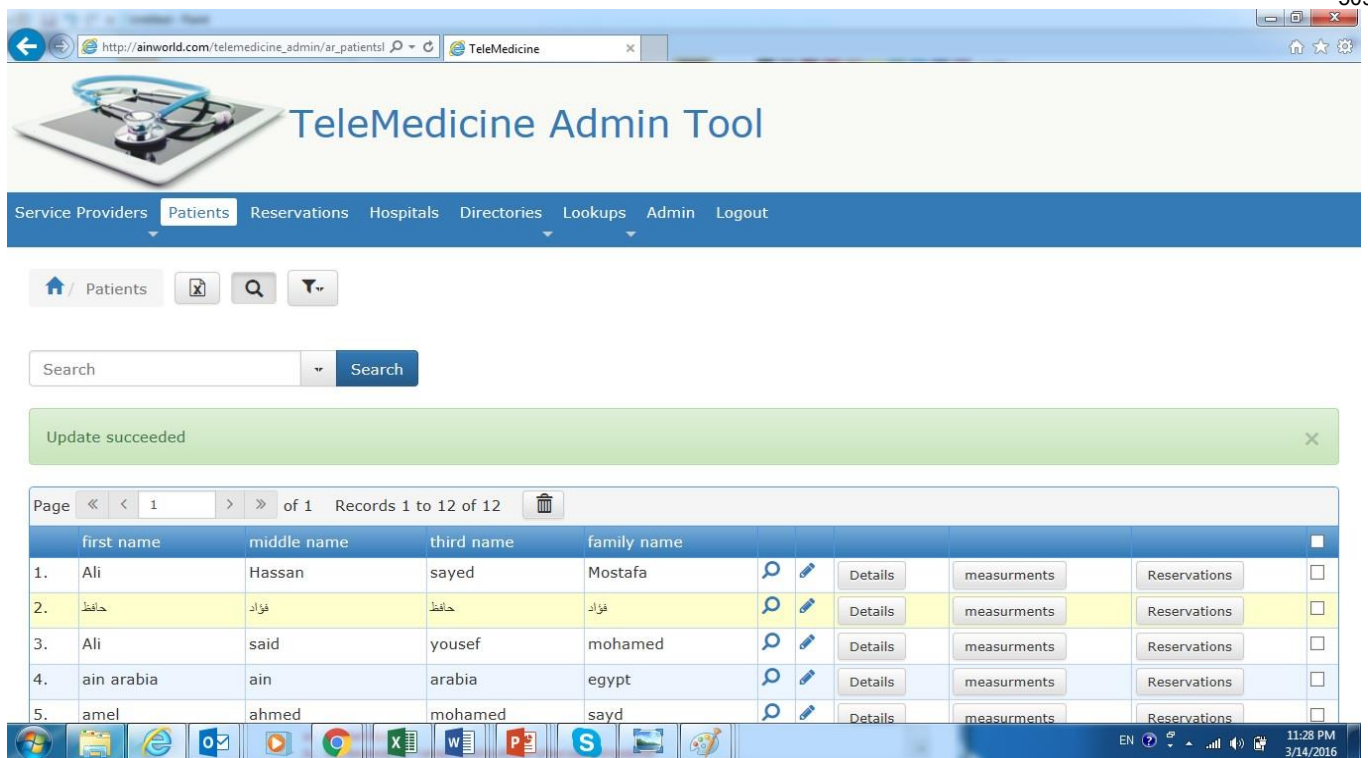 http://ainworld.com/telemedicine_admin/ar_patientsl
TeleMedicine
TeleMedicine Admin Tool
Service Providers Patients Reservations Hospitals Directories Lookups Admin Logout
Patients
Search Search
Update succeeded
Page 1 of 1 Records 1 to 12 of 12
first name middle name third name family name
1. Ali Hassan sayed Mostafa Details measurments Reservations
2. حافظ فؤاد حافظ فؤاد Details measurments Reservations
3. Ali said yousef mohamed Details measurments Reservations
4. ain arabia ain arabia egypt Details measurments Reservations
5. amel ahmed mohamed sayd Details measurments Reservations
EN 11:28 PM
3/14/2016